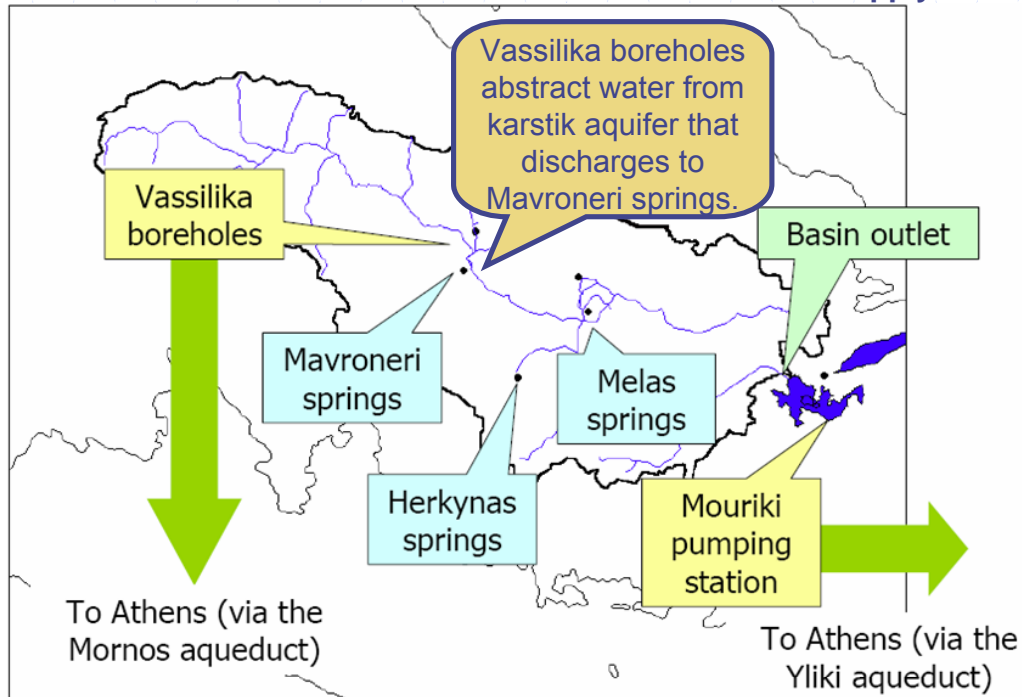 Vassilika boreholes
abstract water from
karstik aquifer that
discharges to
Mavroneri springs.
Vassilika
boreholes
Basin outlet
Mavroneri
springs
Melas
springs
Herkynas
springs
Mouriki
pumping
station
To Athens (via the
Mornos aqueduct)
To Athens (via the
Yliki aqueduct)